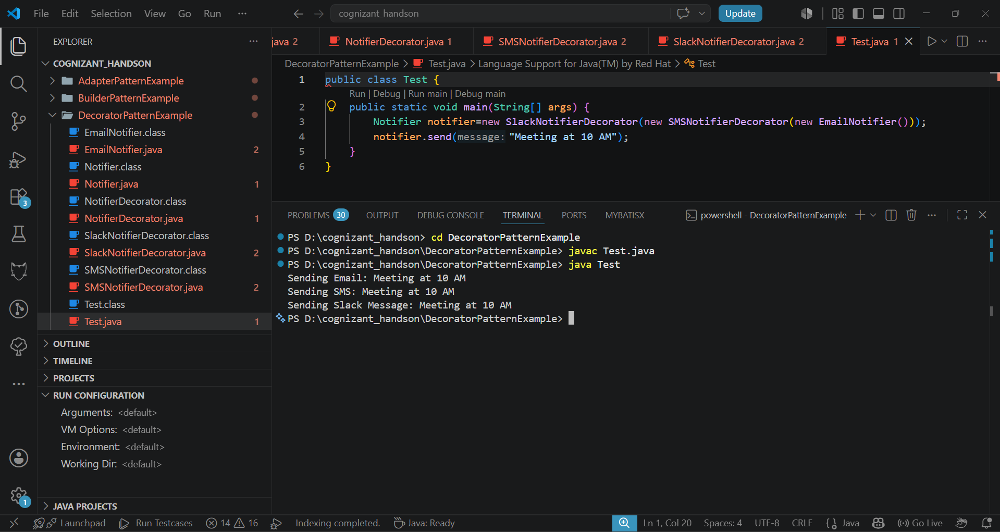 File Edit Selection View Go Run ···
cognizant_handson
Update
EXPLORER
COGNIZANT_HANDSON
AdapterPatternExample
BuilderPatternExample
DecoratorPatternExample
EmailNotifier.class
EmailNotifier.java 2
Notifier.class
Notifier.java 1
NotifierDecorator.class
NotifierDecorator.java 1
SlackNotifierDecorator.class
SlackNotifierDecorator.java 2
SMSNotifierDecorator.class
SMSNotifierDecorator.java 2
Test.class
Test.java 1
OUTLINE
TIMELINE
PROJECTS
RUN CONFIGURATION
Arguments: <default>
VM Options: <default>
Environment: <default>
Working Dir: <default>
JAVA PROJECTS
3
1
java 2 NotifierDecorator.java 1 SMSNotifierDecorator.java 2 SlackNotifierDecorator.java 2 Test.java 1
DecoratorPatternExample > Test.java > Language Support for Java(TM) by Red Hat > Test
1 public class Test {
Run | Debug | Run main | Debug main
2 public static void main(String[] args) {
3 Notifier notifier=new SlackNotifierDecorator(new SMSNotifierDecorator(new EmailNotifier()));
4 notifier.send(message: "Meeting at 10 AM");
5 }
6 }
PROBLEMS 30 OUTPUT DEBUG CONSOLE TERMINAL PORTS MYBATISX powershell - DecoratorPatternExample
PS D:\cognizant_handson> cd DecoratorPatternExample
PS D:\cognizant_handson\DecoratorPatternExample> javac Test.java
PS D:\cognizant_handson\DecoratorPatternExample> java Test
Sending Email: Meeting at 10 AM
Sending SMS: Meeting at 10 AM
Sending Slack Message: Meeting at 10 AM
PS D:\cognizant_handson\DecoratorPatternExample>
Launchpad Run Testcases 14 16 Indexing completed. Java: Ready Ln 1, Col 20 Spaces: 4 UTF-8 CRLF Java Go Live